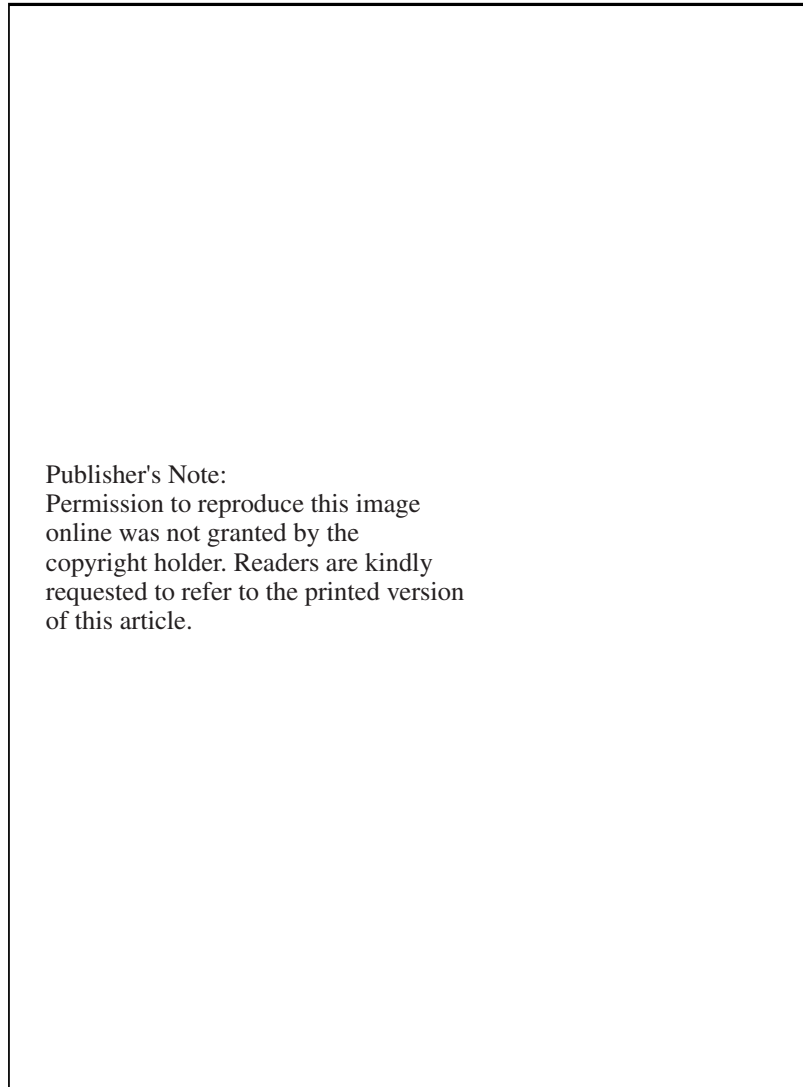 Publisher's Note:
Permission to reproduce this image
online was not granted by the
copyright holder. Readers are kindly
requested to refer to the printed version
of this article.